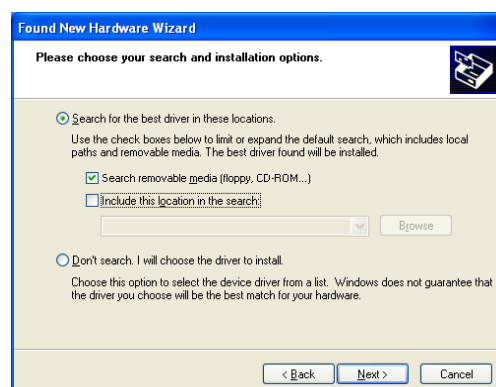 Found New Hardware Wizard
Please choose your search and installation options.
Search for the best driver in these locations.
Use the check boxes below to limit or expand the default search, which includes local
paths and removable media. The best driver found will be installed.
Search removable media (floppy, CD-ROM...)
Include this location in the search:
Browse
Don't search. I will choose the driver to install.
Choose this option to select the device driver from a list. Windows does not guarantee that
the driver you choose will be the best match for your hardware.
< Back
Next >
Cancel